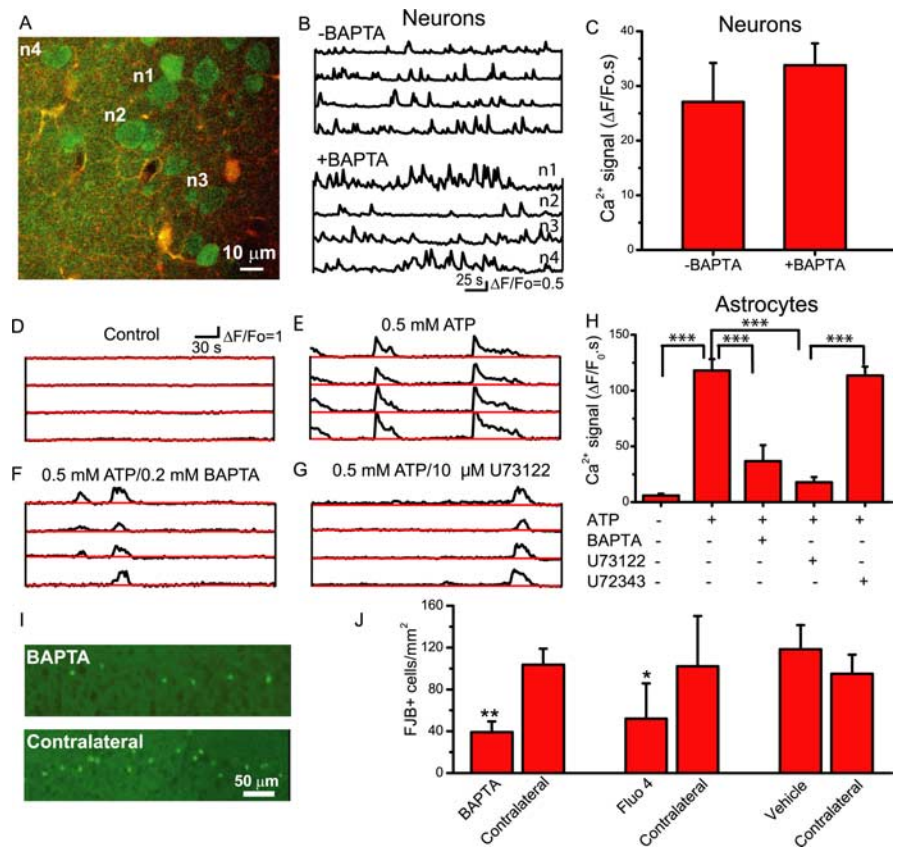 A
n4
n1
n2
n3
10 μm
B
Neurons
-BAPTA
+BAPTA
n1
n2
n3
n4
25 s
ΔF/Fo=0.5
C
Neurons
Ca²⁺ signal (ΔF/Fo.s)
40
30
20
10
0
-BAPTA
+BAPTA
D
Control
ΔF/Fo=1
30 s
E
0.5 mM ATP
F
0.5 mM ATP/0.2 mM BAPTA
G
0.5 mM ATP/10 μM U73122
H
Astrocytes
Ca²⁺ signal (ΔF/F₀.s)
150
100
50
0
***
***
***
***
ATP - + + + +
BAPTA - - + - -
U73122 - - - + -
U72343 - - - - +
I
BAPTA
Contralateral
50 μm
J
FJB+ cells/mm²
160
120
80
40
0
**
*
BAPTA
Contralateral
Fluo 4
Contralateral
Vehicle
Contralateral